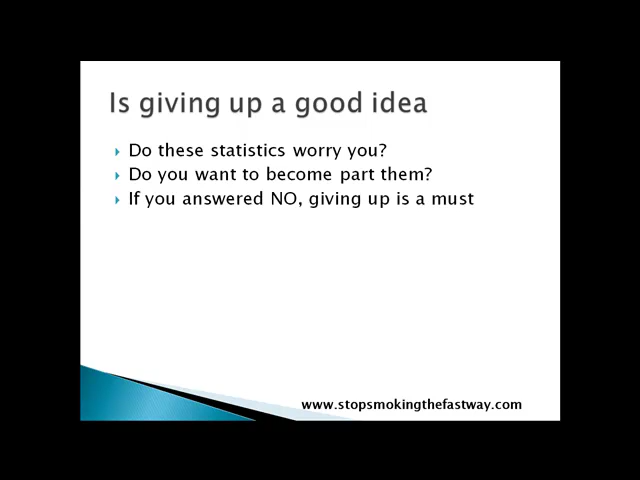 Is giving up a good idea
Do these statistics worry you?
Do you want to become part them?
If you answered NO, giving up is a must
www.stopsmokingthefastway.com